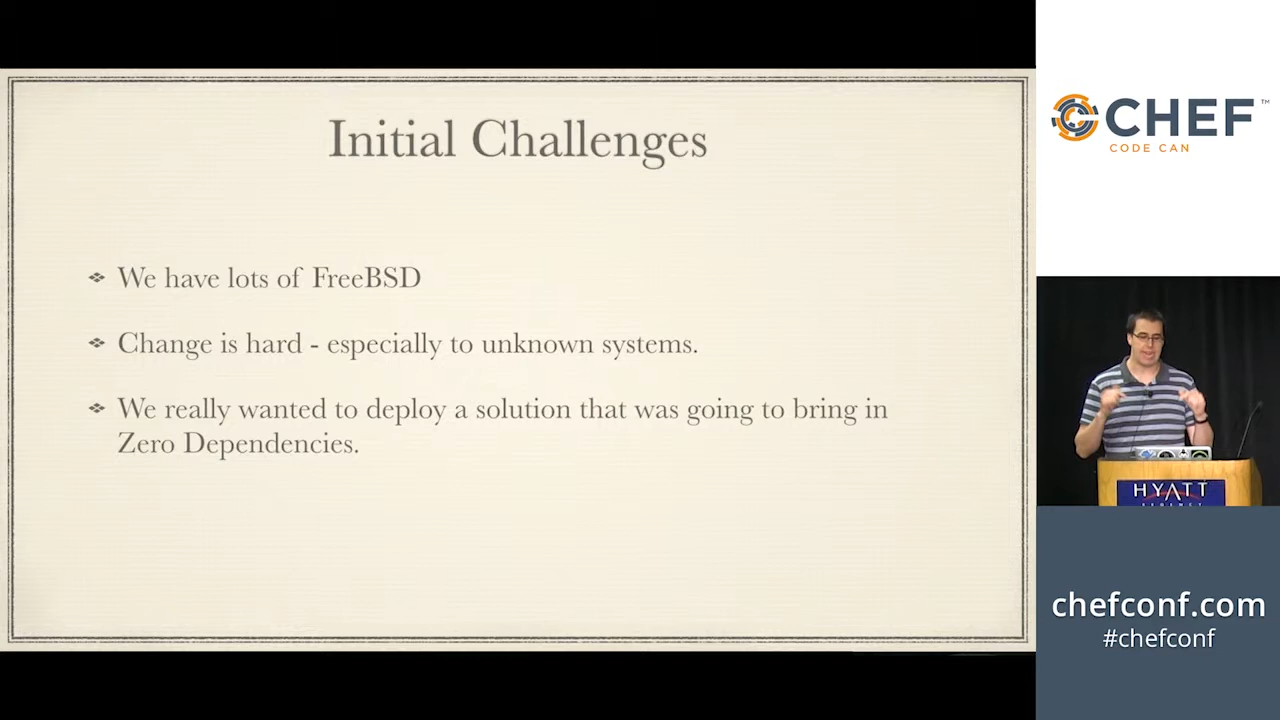 Initial Challenges
We have lots of FreeBSD
Change is hard - especially to unknown systems.
We really wanted to deploy a solution that was going to bring in
Zero Dependencies.
CHEF™
CODE CAN
HYATT
chefconf.com
#chefconf